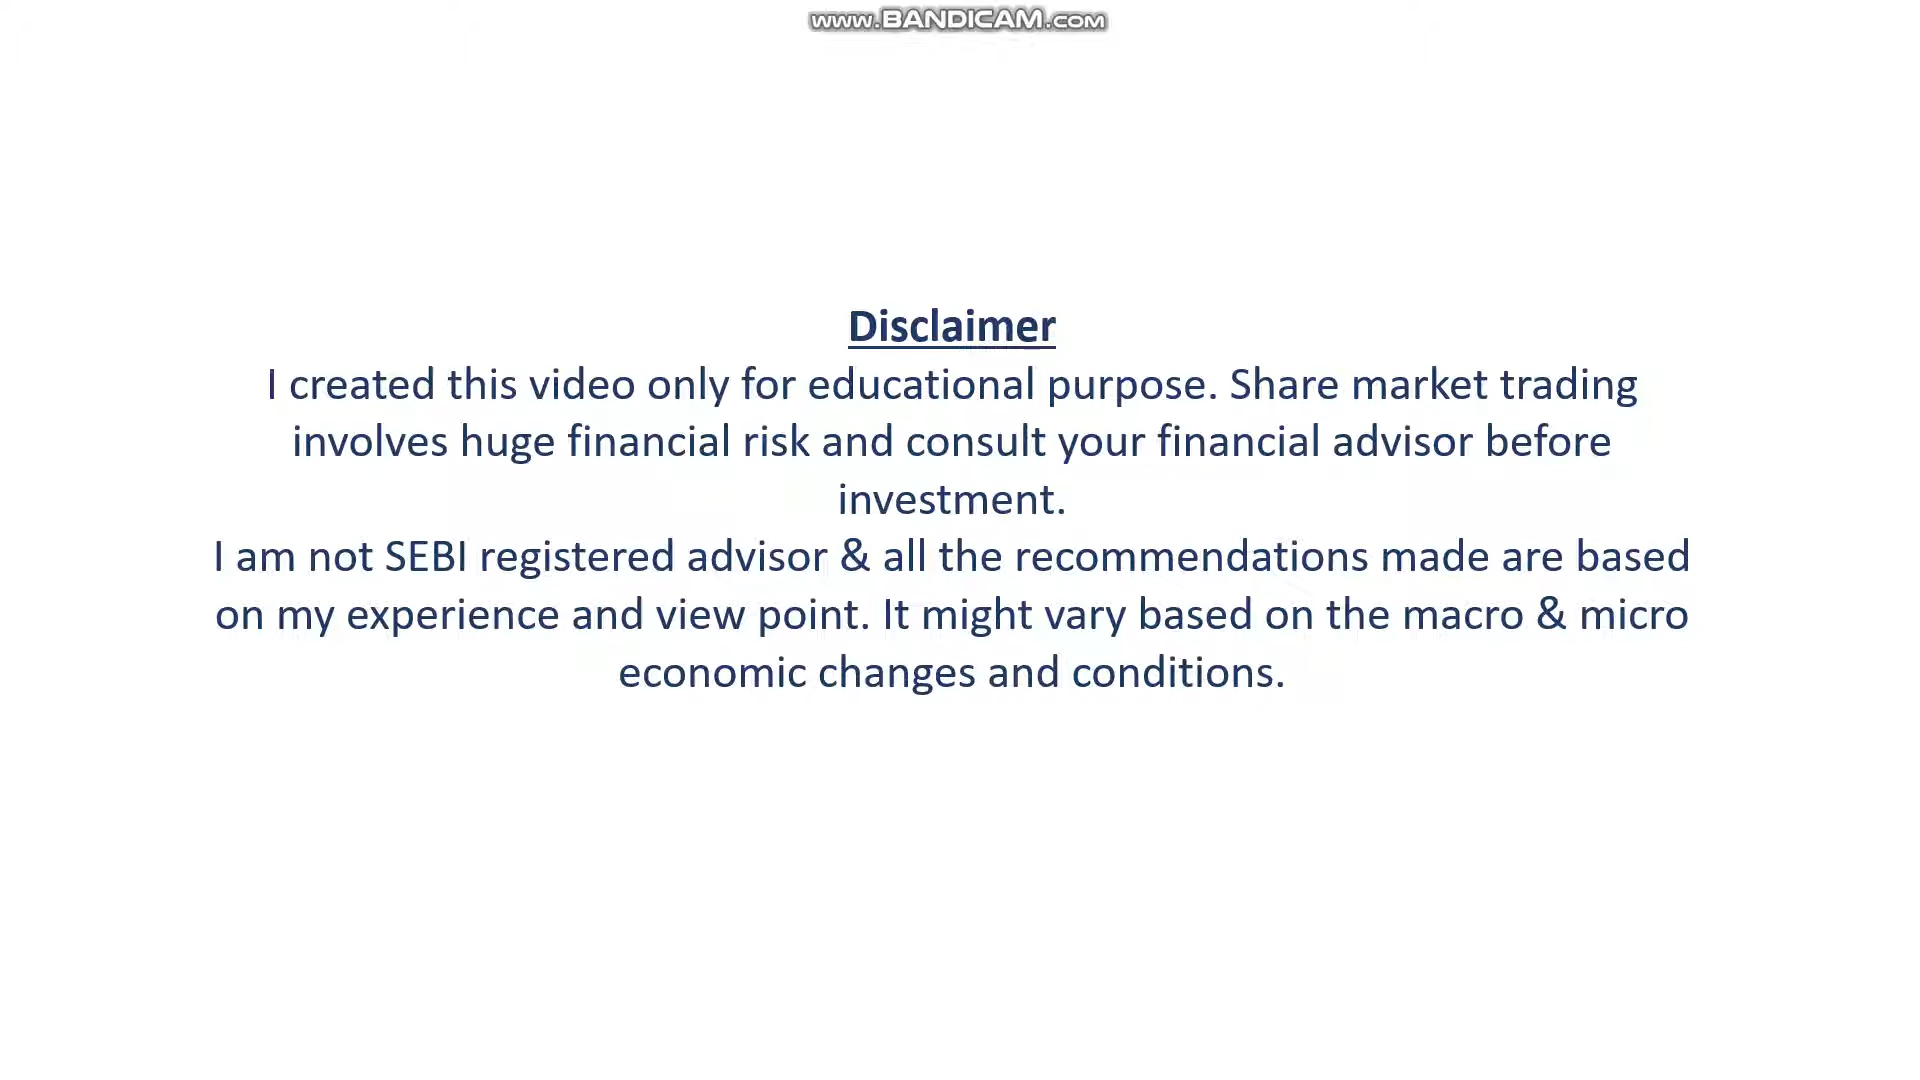 www.BANDICAM.com
Disclaimer
I created this video only for educational purpose. Share market trading
involves huge financial risk and consult your financial advisor before
investment.
I am not SEBI registered advisor & all the recommendations made are based
on my experience and view point. It might vary based on the macro & micro
economic changes and conditions.